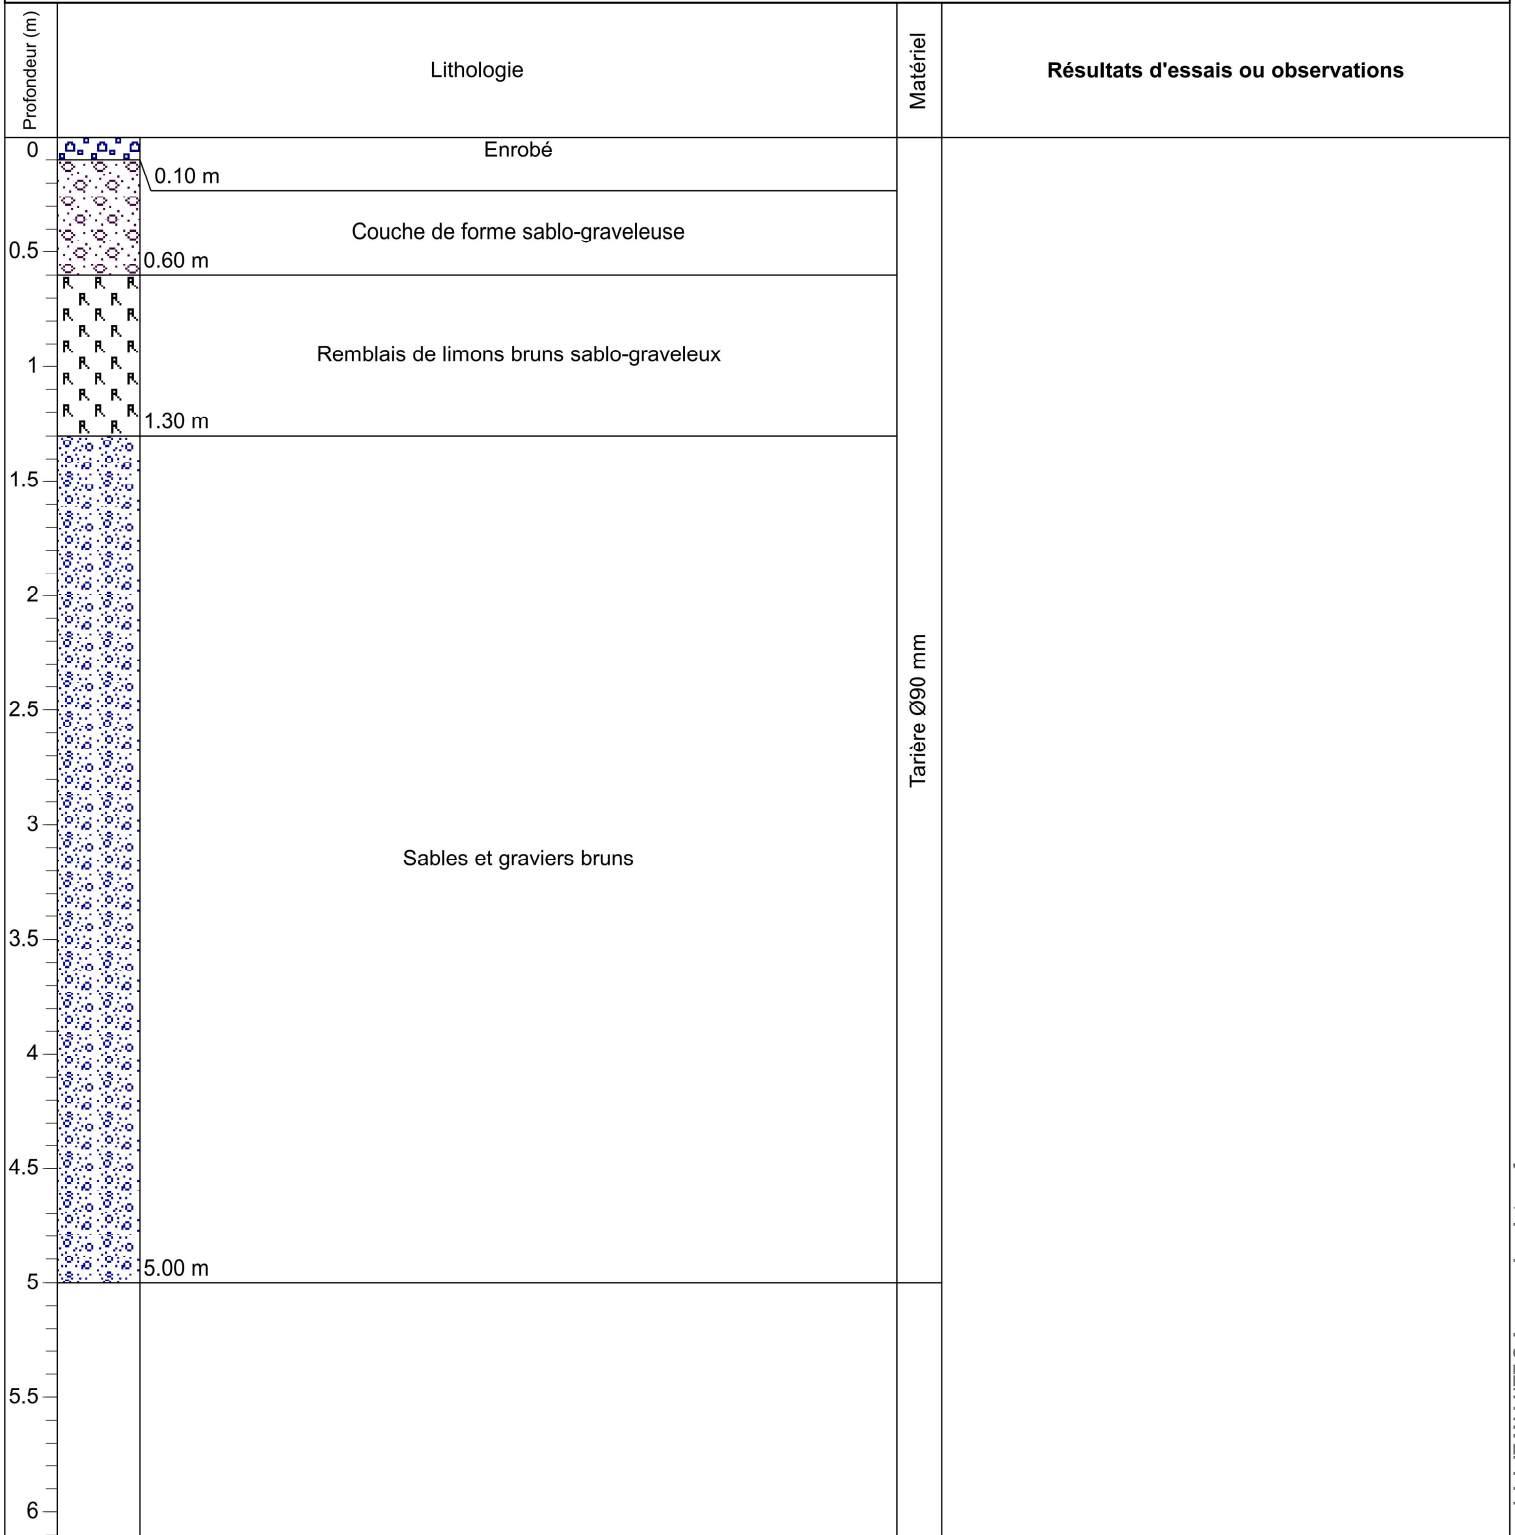 Profondeur (m)
Lithologie
Matériel
Résultats d'essais ou observations
0
Enrobé
0.10 m
Couche de forme sablo-graveleuse
0.5
0.60 m
Remblais de limons bruns sablo-graveleux
1
1.30 m
1.5
2
2.5
Tarière Ø90 mm
3
Sables et graviers bruns
3.5
4
4.5
5.00 m
5
5.5
6